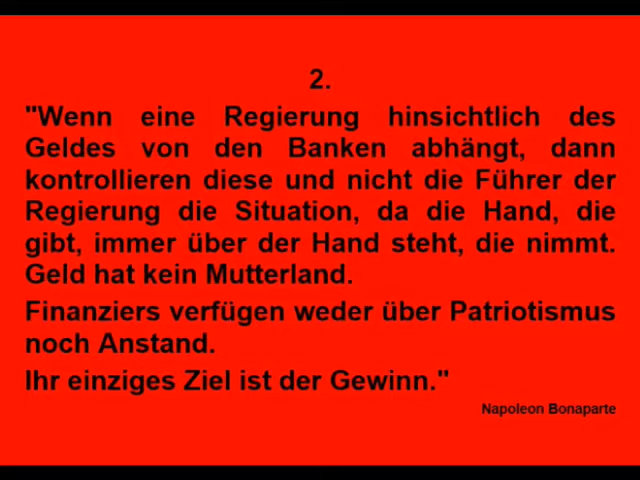 2.
"Wenn eine Regierung hinsichtlich des
Geldes von den Banken abhängt, dann
kontrollieren diese und nicht die Führer der
Regierung die Situation, da die Hand, die
gibt, immer über der Hand steht, die nimmt.
Geld hat kein Mutterland.
Finanziers verfügen weder über Patriotismus
noch Anstand.
Ihr einziges Ziel ist der Gewinn."
Napoleon Bonaparte